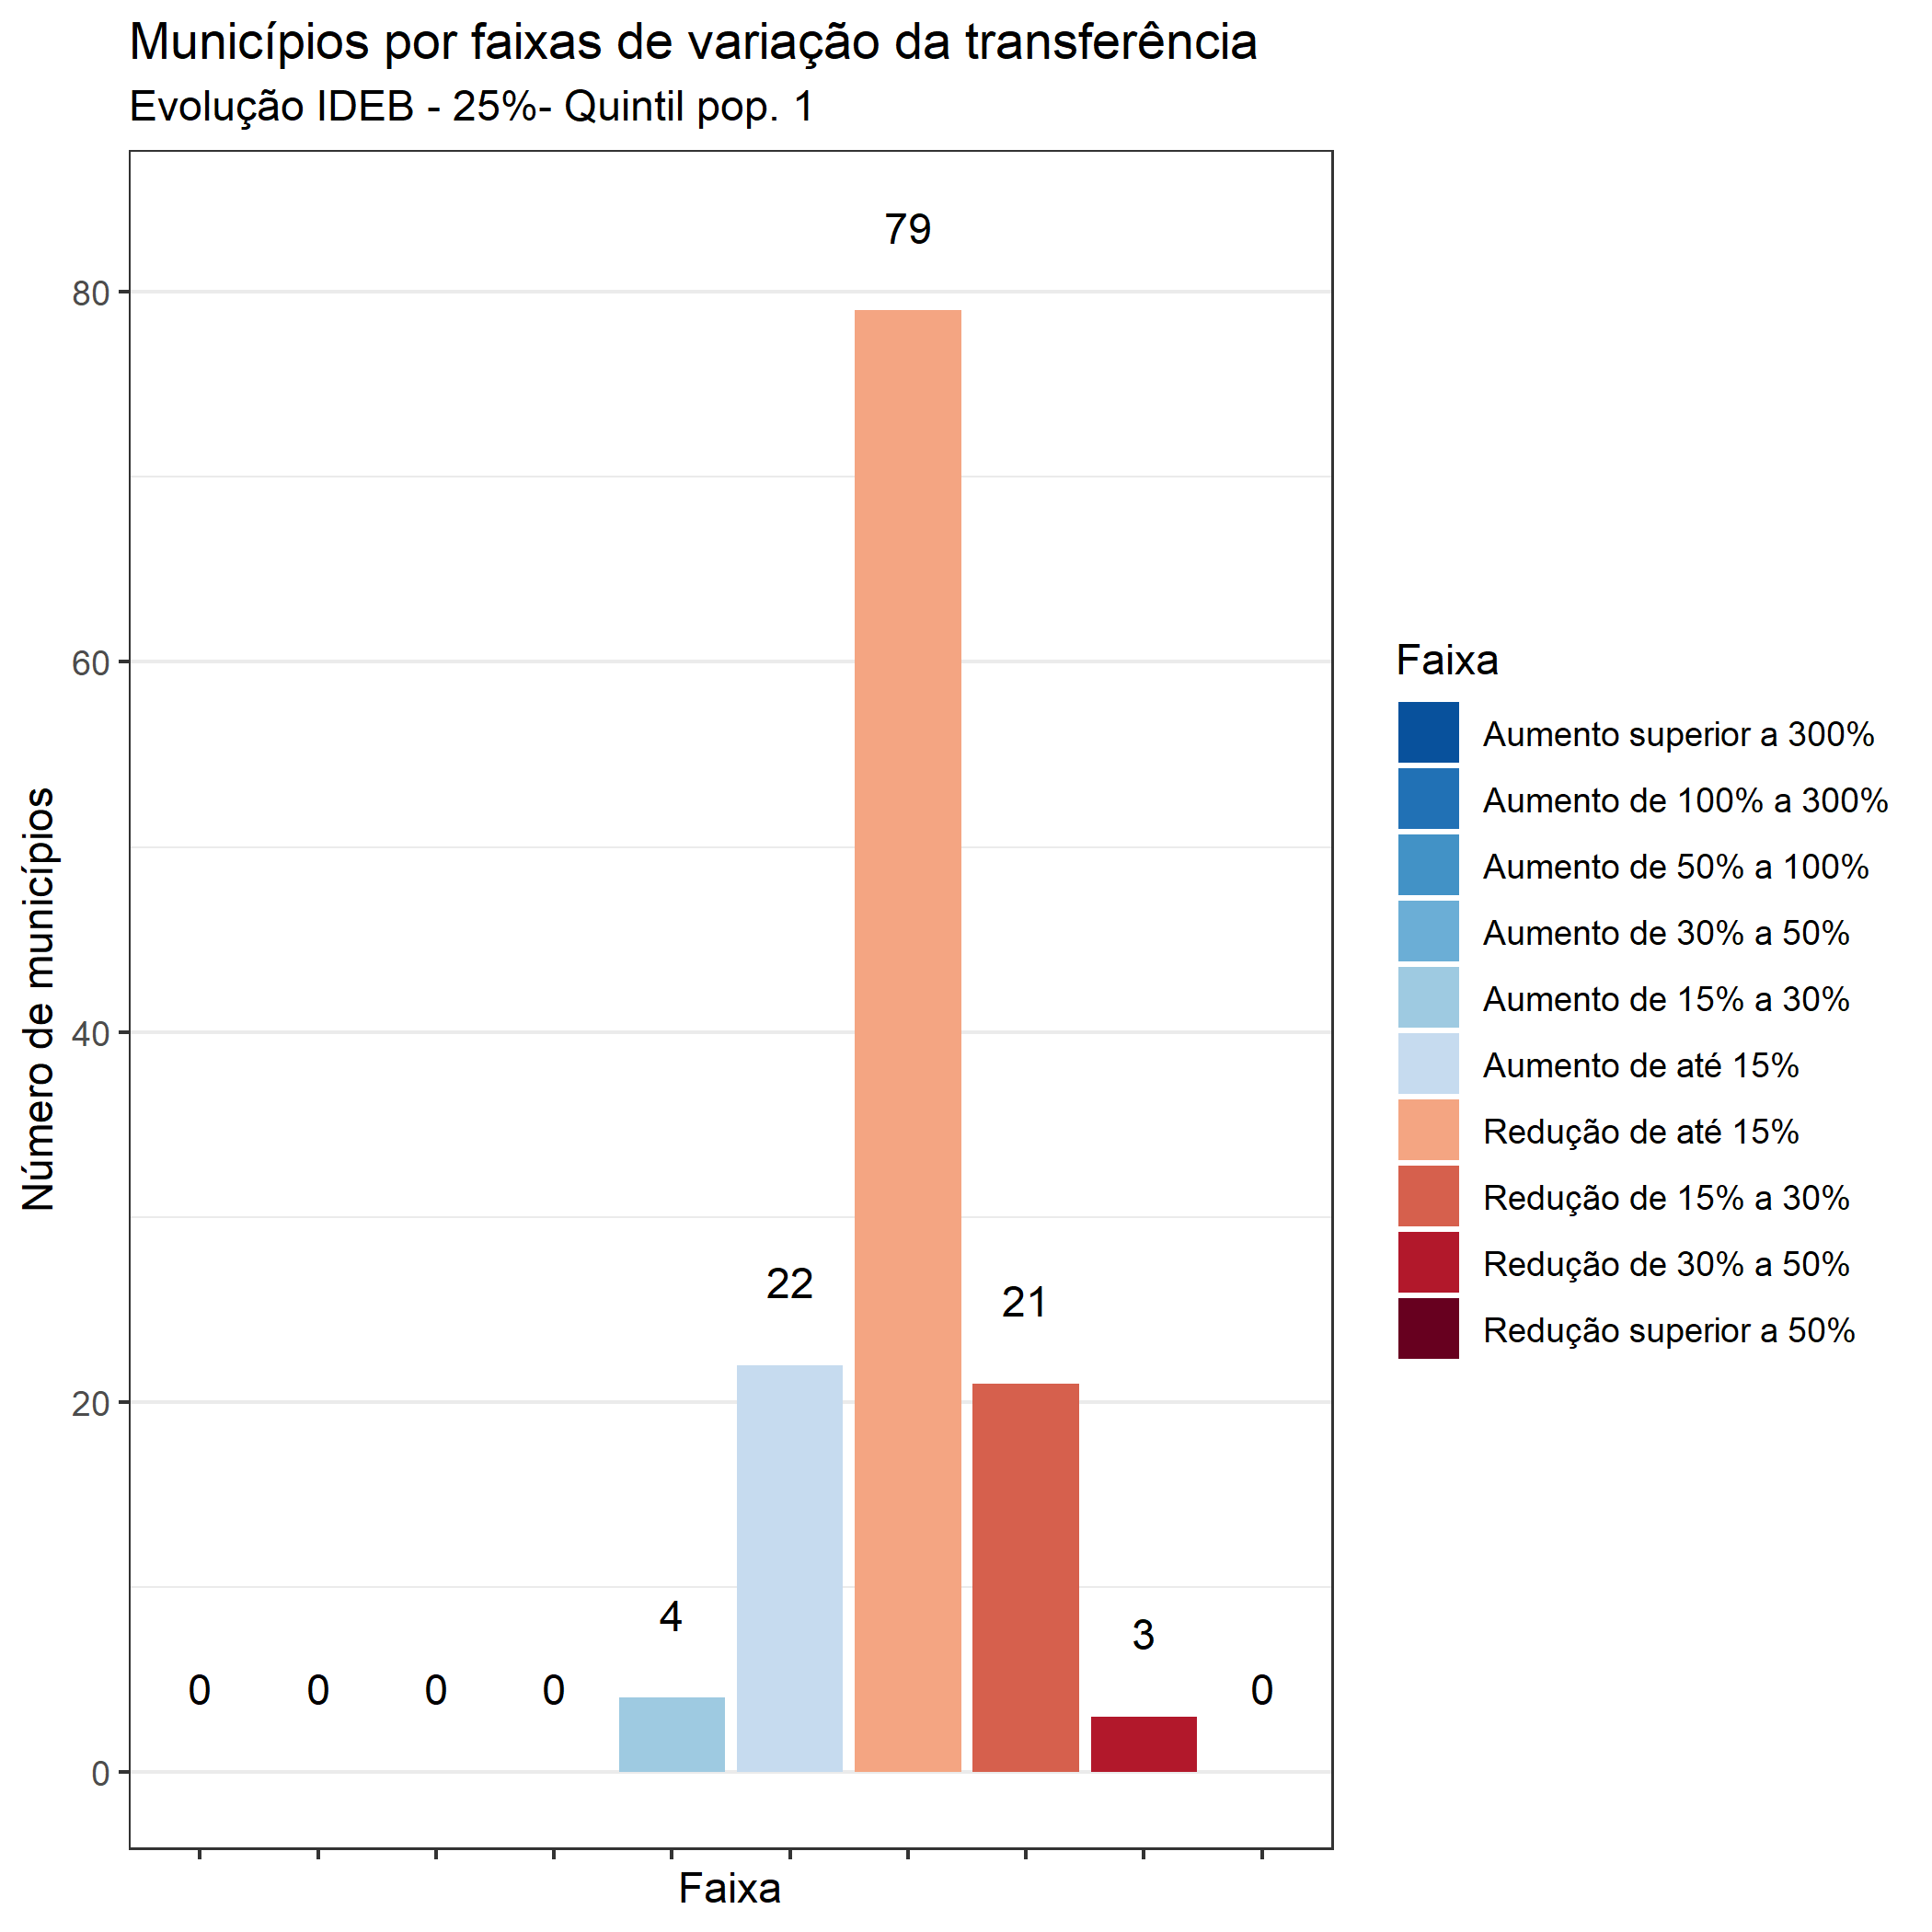 Municípios por faixas de variação da transferência
Evolução IDEB - 25%- Quintil pop. 1
Número de municípios
80
60
40
20
0
0
0
0
0
4
22
79
21
3
0
Faixa
Faixa
Aumento superior a 300%
Aumento de 100% a 300%
Aumento de 50% a 100%
Aumento de 30% a 50%
Aumento de 15% a 30%
Aumento de até 15%
Redução de até 15%
Redução de 15% a 30%
Redução de 30% a 50%
Redução superior a 50%